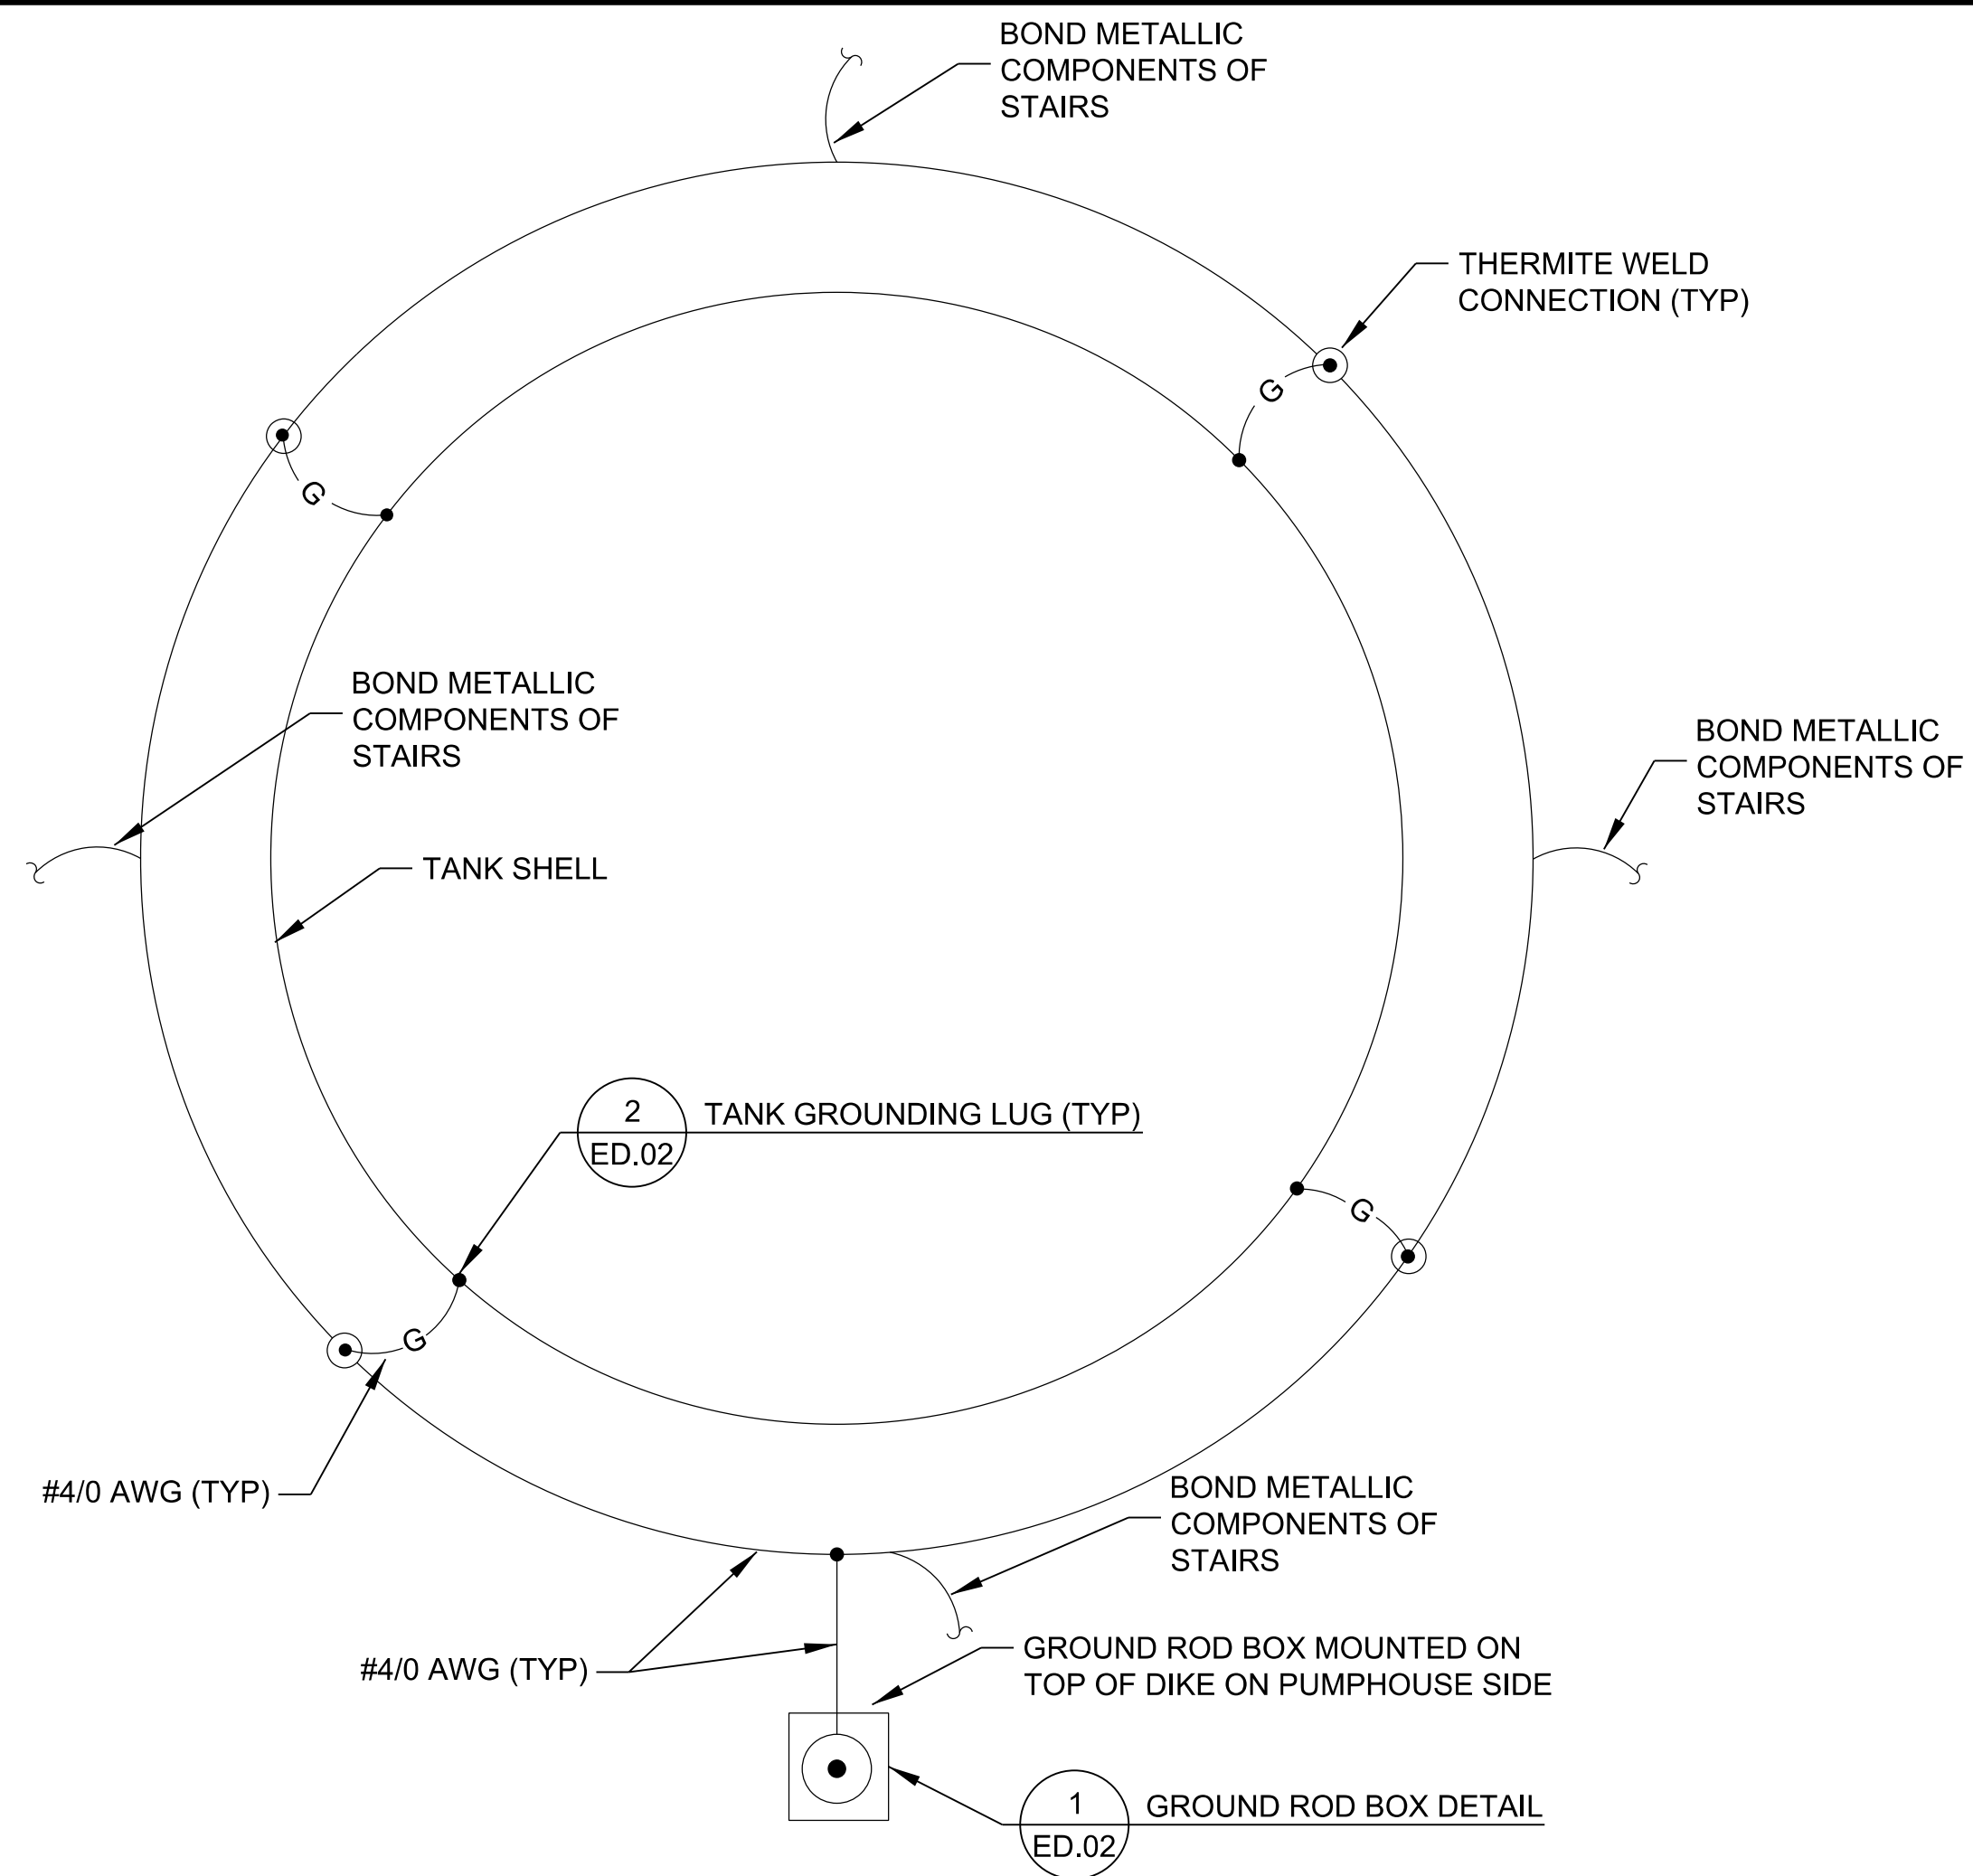 BOND METALLIC
COMPONENTS OF
STAIRS
THERMITE WELD
CONNECTION (TYP)
G
G
BOND METALLIC
COMPONENTS OF
STAIRS
BOND METALLIC
COMPONENTS OF
STAIRS
TANK SHELL
2
ED.02
TANK GROUNDING LUG (TYP)
G
G
#4/0 AWG (TYP)
BOND METALLIC
COMPONENTS OF
STAIRS
#4/0 AWG (TYP)
GROUND ROD BOX MOUNTED ON
TOP OF DIKE ON PUMPHOUSE SIDE
1
ED.02
GROUND ROD BOX DETAIL